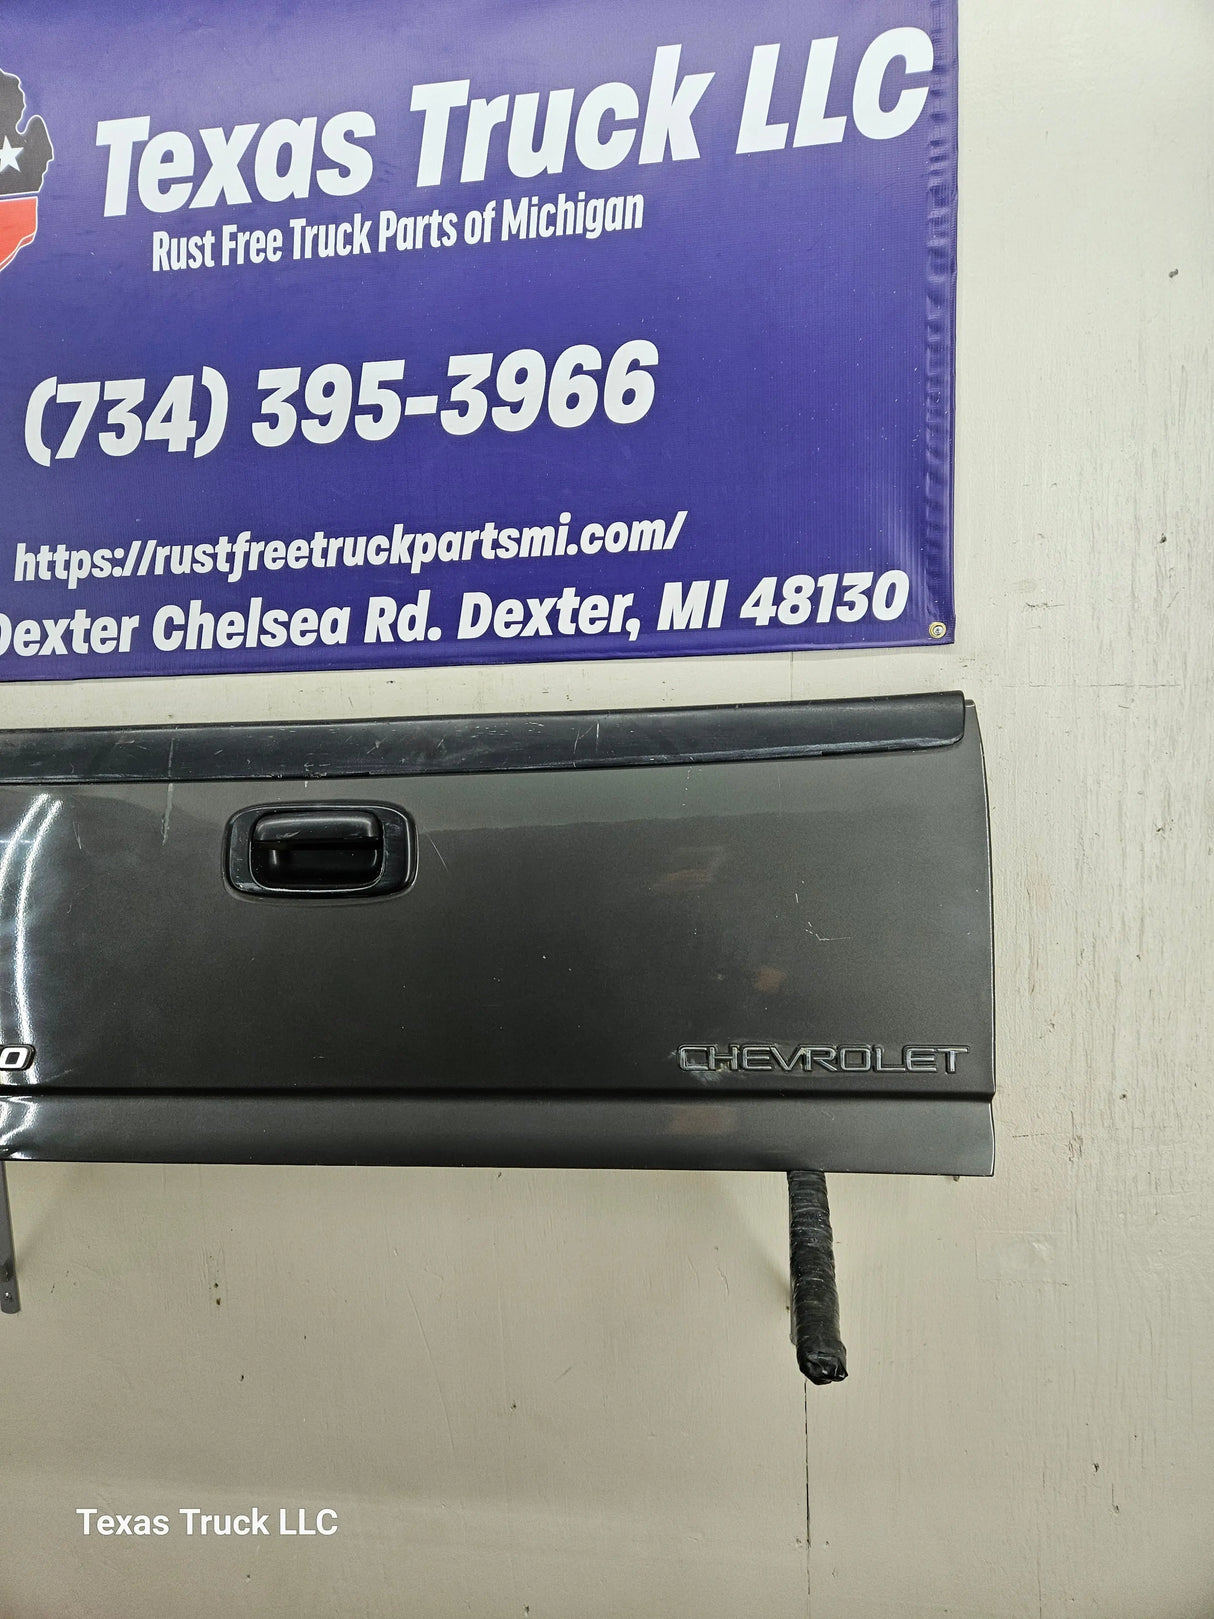 Texas Truck LLC
Rust Free Truck Parts of Michigan
(734) 395-3966
https://rustfreetruckpartsmi.com/
Dexter Chelsea Rd. Dexter, MI 48130
CHEVROLET
Texas Truck LLC